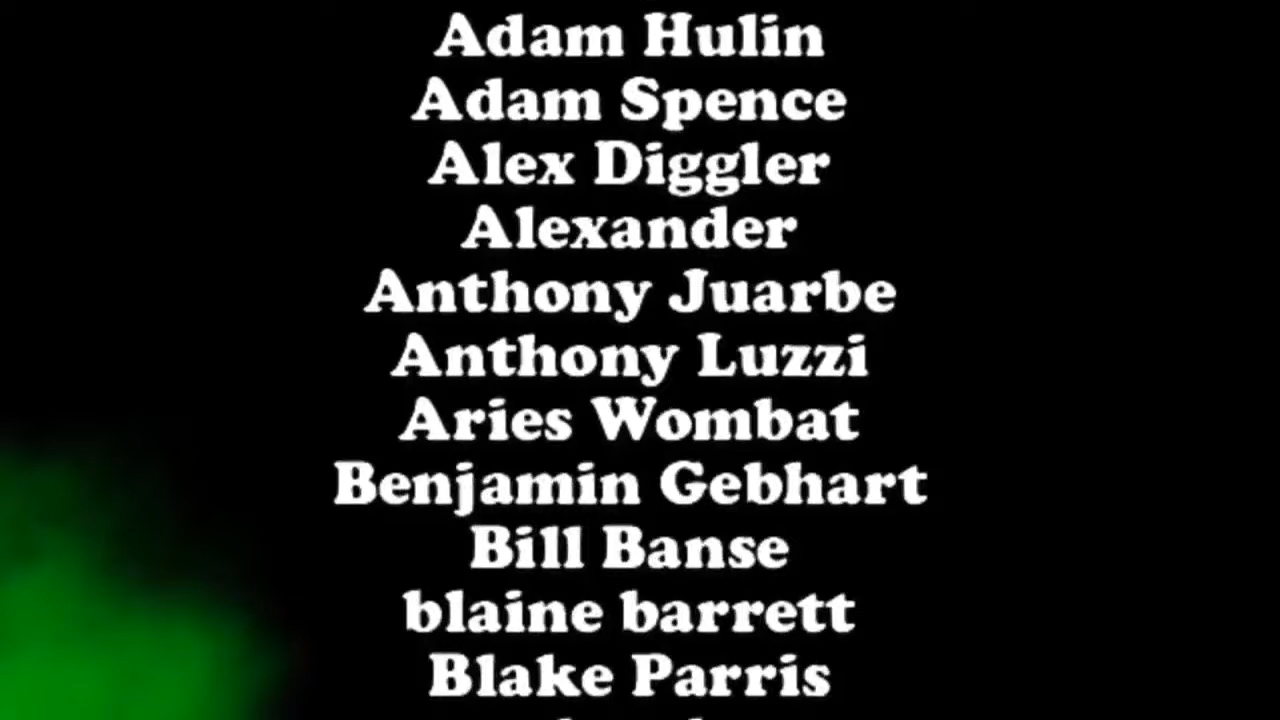 Adam Hulin
Adam Spence
Alex Diggler
Alexander
Anthony Juarbe
Anthony Luzzi
Aries Wombat
Benjamin Gebhart
Bill Banse
blaine barrett
Blake Parris